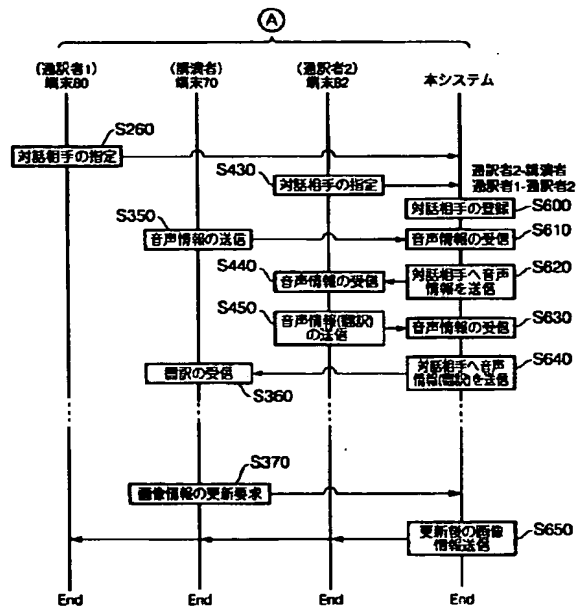 A
(通訳者1)
端末80
(講演者)
端末70
(通訳者2)
端末82
本システム
S260
対話相手の指定
S430
対話相手の指定
通訳者2-講演者
通訳者1-通訳者2
対話相手の登録
S600
S350
音声情報の送信
音声情報の受信
S610
S440
音声情報の受信
対話相手へ音声
情報を送信
S620
S450
音声情報(翻訳)
の送信
音声情報の受信
S630
翻訳の受信
S360
対話相手へ音声
情報(翻訳)を送信
S640
S370
画像情報の更新要求
更新後の画像
情報送信
S650
End
End
End
End